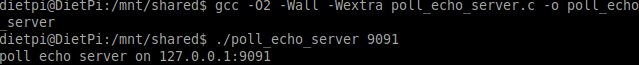 dietpi@DietPi:/mnt/shared$ gcc -O2 -Wall -Wextra poll_echo_server.c -o poll_echo
_server
dietpi@DietPi:/mnt/shared$ ./poll_echo_server 9091
poll echo server on 127.0.0.1:9091